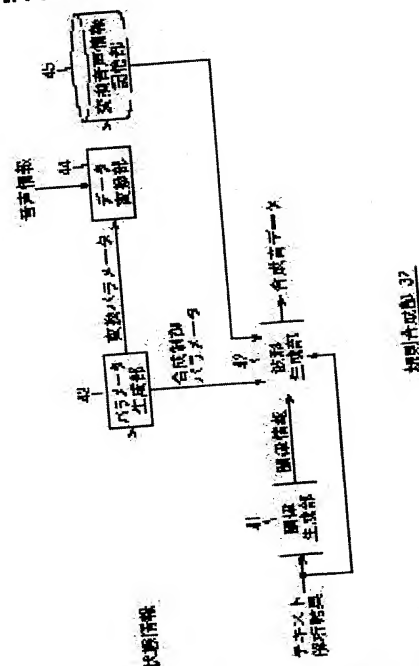 状態情報
42
パラメータ
生成部
変換パラメータ
音声情報
44
データ
変換部
45
変換音声情報
記憶部
合成制御
パラメータ
テキスト
解析結果
41
韻律
生成部
韻律情報
波形
生成部
合成音データ
規則合成部 37